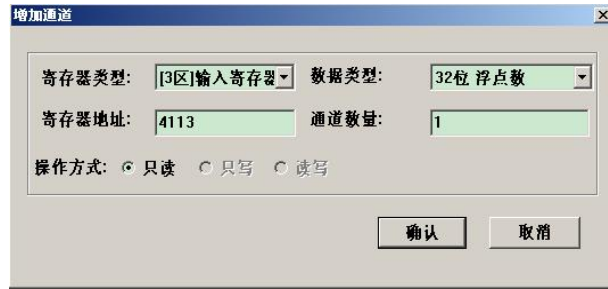 增加通道
寄存器类型: [3区]输入寄存器 数据类型: 32位 浮点数
寄存器地址: 4113 通道数量: 1
操作方式: 只读 只写 读写
确认 取消